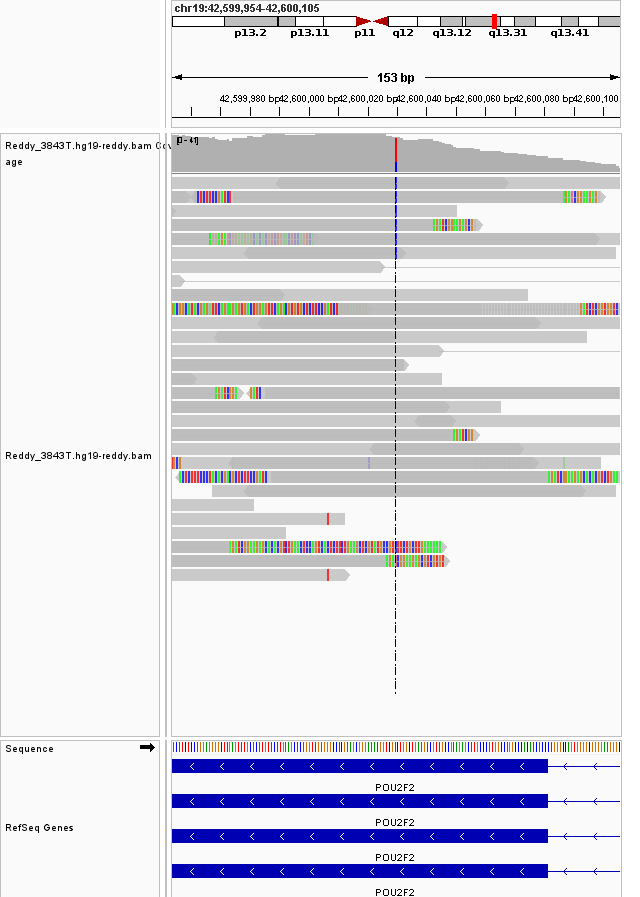 chr19:42,599,954-42,600,105
p13.2 p13.11 p11 q12 q13.12 q13.31 q13.41
153 bp
42,599,980 bp 42,600,000 bp 42,600,020 bp 42,600,040 bp 42,600,060 bp 42,600,080 bp 42,600,100
[0 - 41]
Reddy_3843T.hg19-reddy.bam Cov
age
Reddy_3843T.hg19-reddy.bam
Sequence
POU2F2
POU2F2
RefSeq Genes
POU2F2
POU2F2